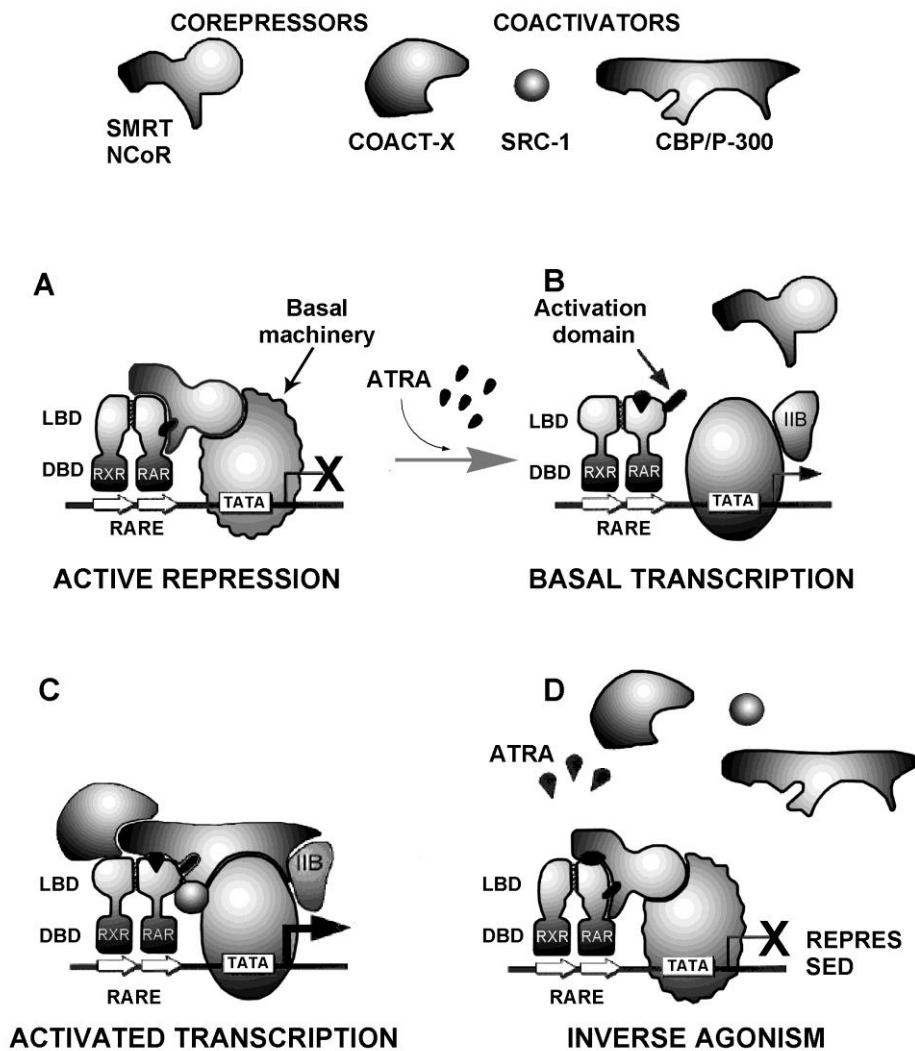 COREPRESSORS
COACTIVATORS
SMRT
NCoR
COACT-X
SRC-1
CBP/P-300
A
Basal
machinery
LBD
DBD
RXR
RAR
TATA
X
RARE
ACTIVE REPRESSION
ATRA
B
Activation
domain
IIB
LBD
DBD
RXR
RAR
TATA
RARE
BASAL TRANSCRIPTION
C
IIB
LBD
DBD
RXR
RAR
TATA
RARE
ACTIVATED TRANSCRIPTION
D
ATRA
LBD
DBD
RXR
RAR
TATA
X
REPRES
SED
RARE
INVERSE AGONISM